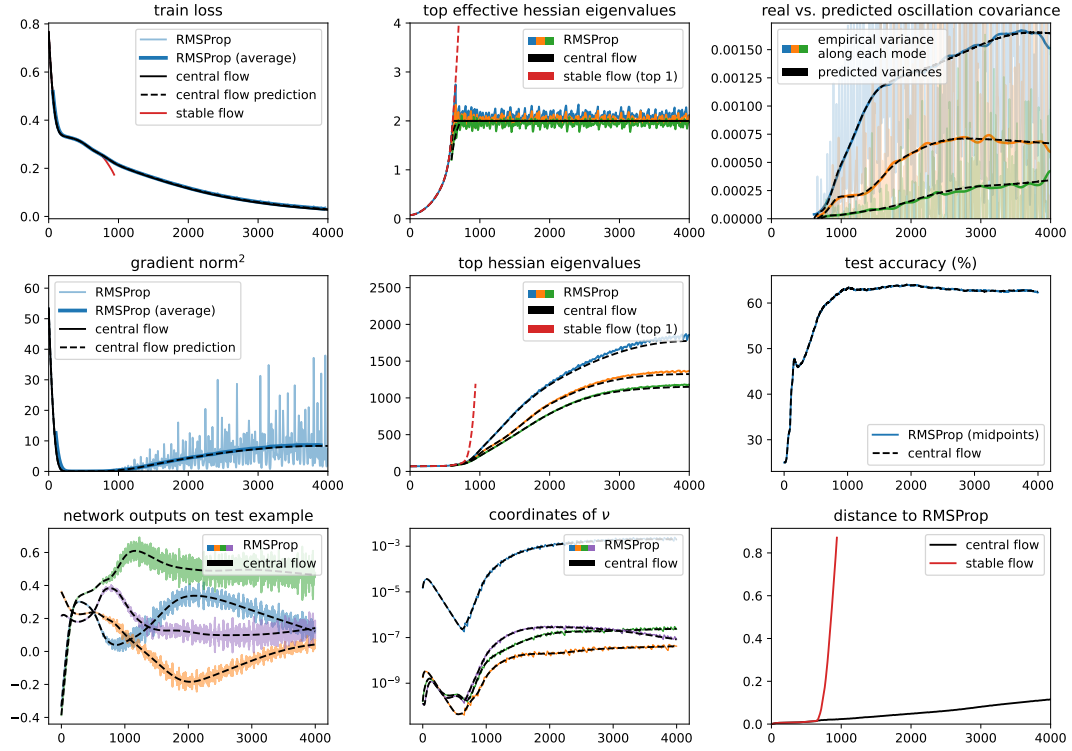 train loss
0.8
0.6
0.4
0.2
0.0
0
1000
2000
3000
4000
RMSProp
RMSProp (average)
central flow
central flow prediction
stable flow
top effective hessian eigenvalues
4
3
2
1
0
0
1000
2000
3000
4000
RMSProp
central flow
stable flow (top 1)
real vs. predicted oscillation covariance
0.00150
0.00125
0.00100
0.00075
0.00050
0.00025
0.00000
0
1000
2000
3000
4000
empirical variance
along each mode
predicted variances
gradient norm²
60
50
40
30
20
10
0
0
1000
2000
3000
4000
RMSProp
RMSProp (average)
central flow
central flow prediction
top hessian eigenvalues
2500
2000
1500
1000
500
0
0
1000
2000
3000
4000
RMSProp
central flow
stable flow (top 1)
test accuracy (%)
60
50
40
30
0
1000
2000
3000
4000
RMSProp (midpoints)
central flow
network outputs on test example
0.6
0.4
0.2
0.0
−0.2
−0.4
0
1000
2000
3000
4000
RMSProp
central flow
coordinates of ν
10⁻³
10⁻⁵
10⁻⁷
10⁻⁹
0
1000
2000
3000
4000
RMSProp
central flow
distance to RMSProp
0.8
0.6
0.4
0.2
0.0
0
1000
2000
3000
4000
central flow
stable flow